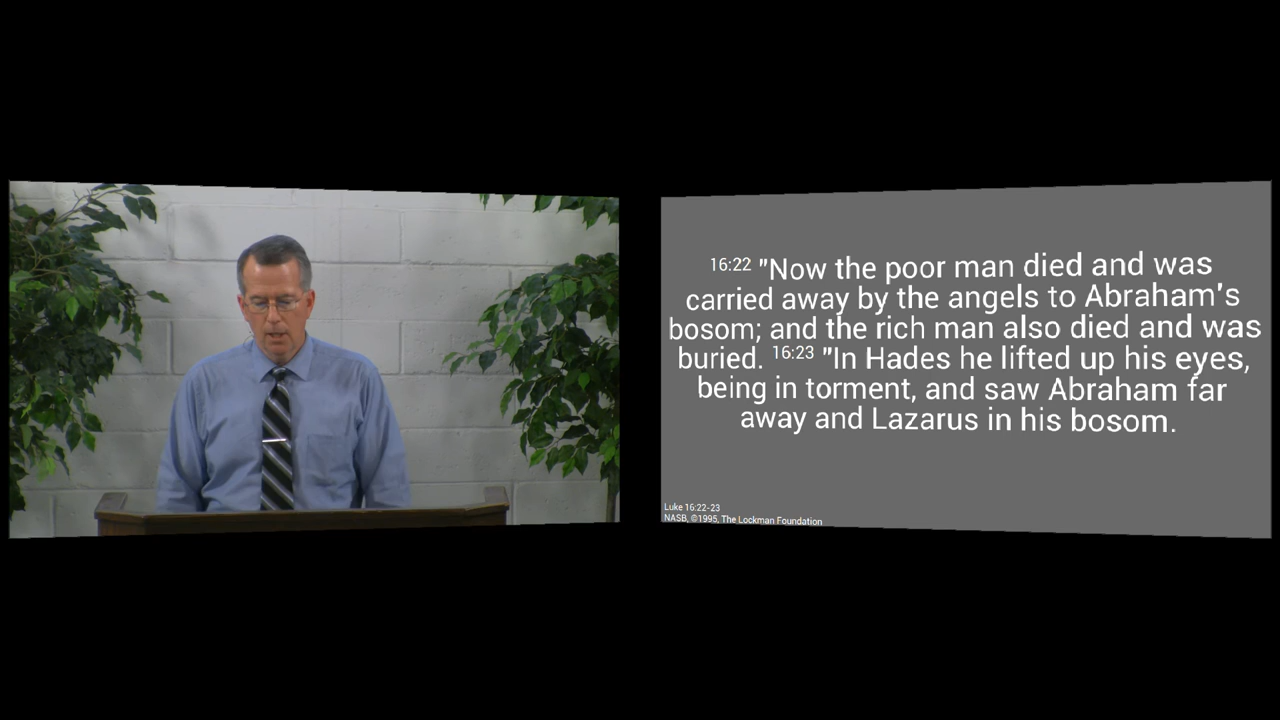 16:22 "Now the poor man died and was
carried away by the angels to Abraham's
bosom; and the rich man also died and was
buried. 16:23 "In Hades he lifted up his eyes,
being in torment, and saw Abraham far
away and Lazarus in his bosom.
Luke 16:22-23
NASB, ©1995, The Lockman Foundation